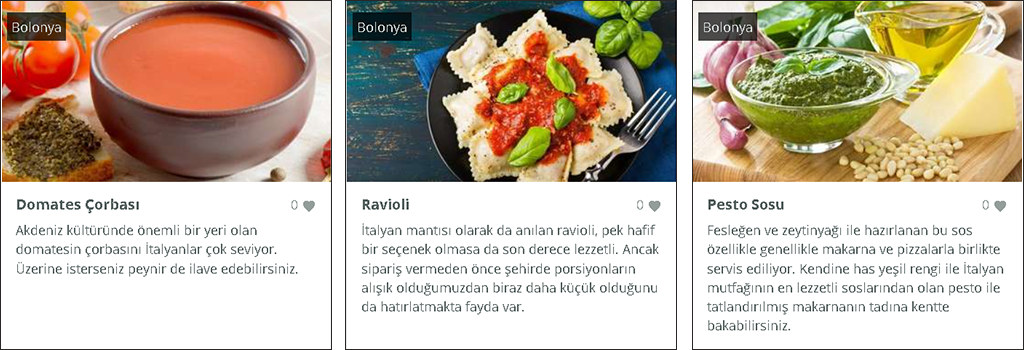 Bolonya
Domates Çorbası
0
Akdeniz kültüründe önemli bir yeri olan
domatesin çorbasını İtalyanlar çok seviyor.
Üzerine isterseniz peynir de ilave edebilirsiniz.
Bolonya
Ravioli
0
İtalyan mantısı olarak da anılan ravioli, pek hafif
bir seçenek olmasa da son derece lezzetli. Ancak
sipariş vermeden önce şehirde porsiyonların
alışık olduğumuzdan biraz daha küçük olduğunu
da hatırlatmakta fayda var.
Bolonya
Pesto Sosu
0
Fesleğen ve zeytinyağı ile hazırlanan bu sos
özellikle genellikle makarna ve pizzalarla birlikte
servis ediliyor. Kendine has yeşil rengi ile İtalyan
mutfağının en lezzetli soslarından olan pesto ile
tatlandırılmış makarnanın tadına kentte
bakabilirsiniz.